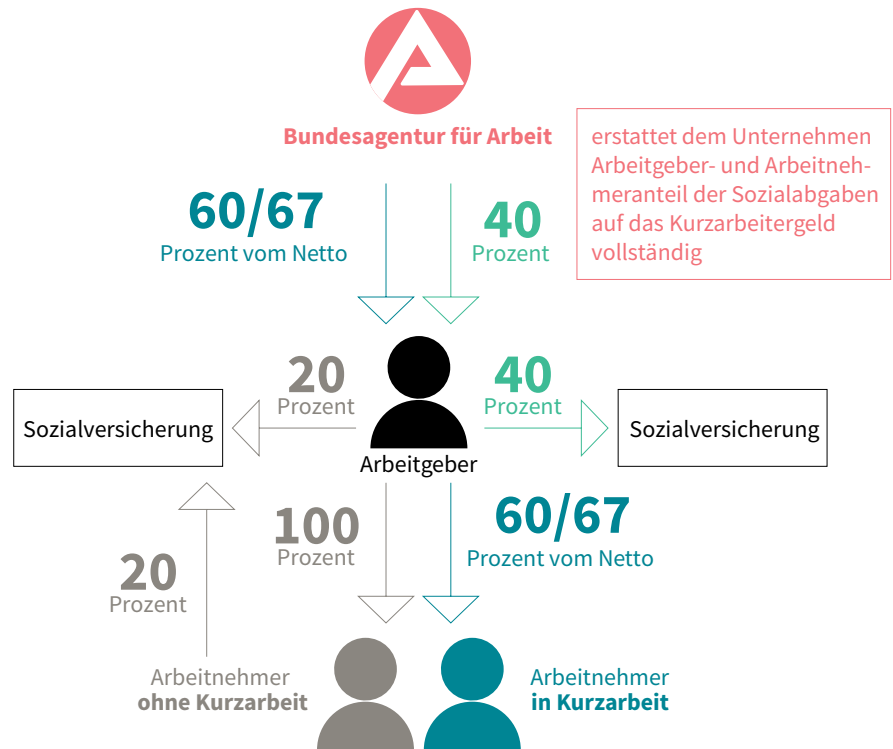 Bundesagentur für Arbeit
erstattet dem Unternehmen
Arbeitgeber- und Arbeitneh-
meranteil der Sozialabgaben
auf das Kurzarbeitergeld
vollständig
60/67
Prozent vom Netto
40
Prozent
20
Prozent
40
Prozent
Sozialversicherung
Sozialversicherung
Arbeitgeber
100
Prozent
60/67
Prozent vom Netto
20
Prozent
Arbeitnehmer
ohne Kurzarbeit
Arbeitnehmer
in Kurzarbeit